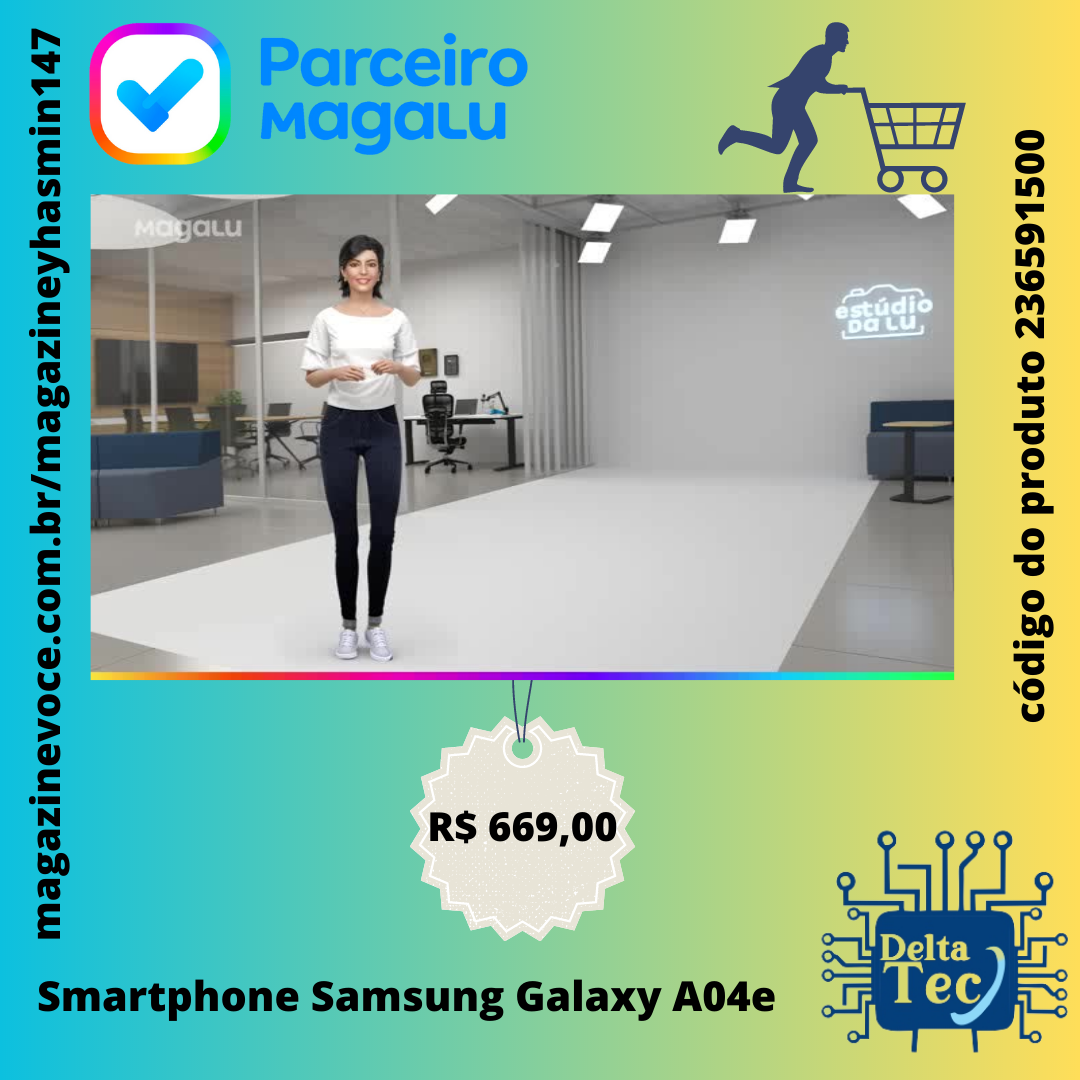 magazinevoce.com.br/magazineyhasmin147
Parceiro
Magalu
Magalu
estúdio
Da Lu
código do produto 236591500
R$ 669,00
Smartphone Samsung Galaxy A04e
Delta
Tec